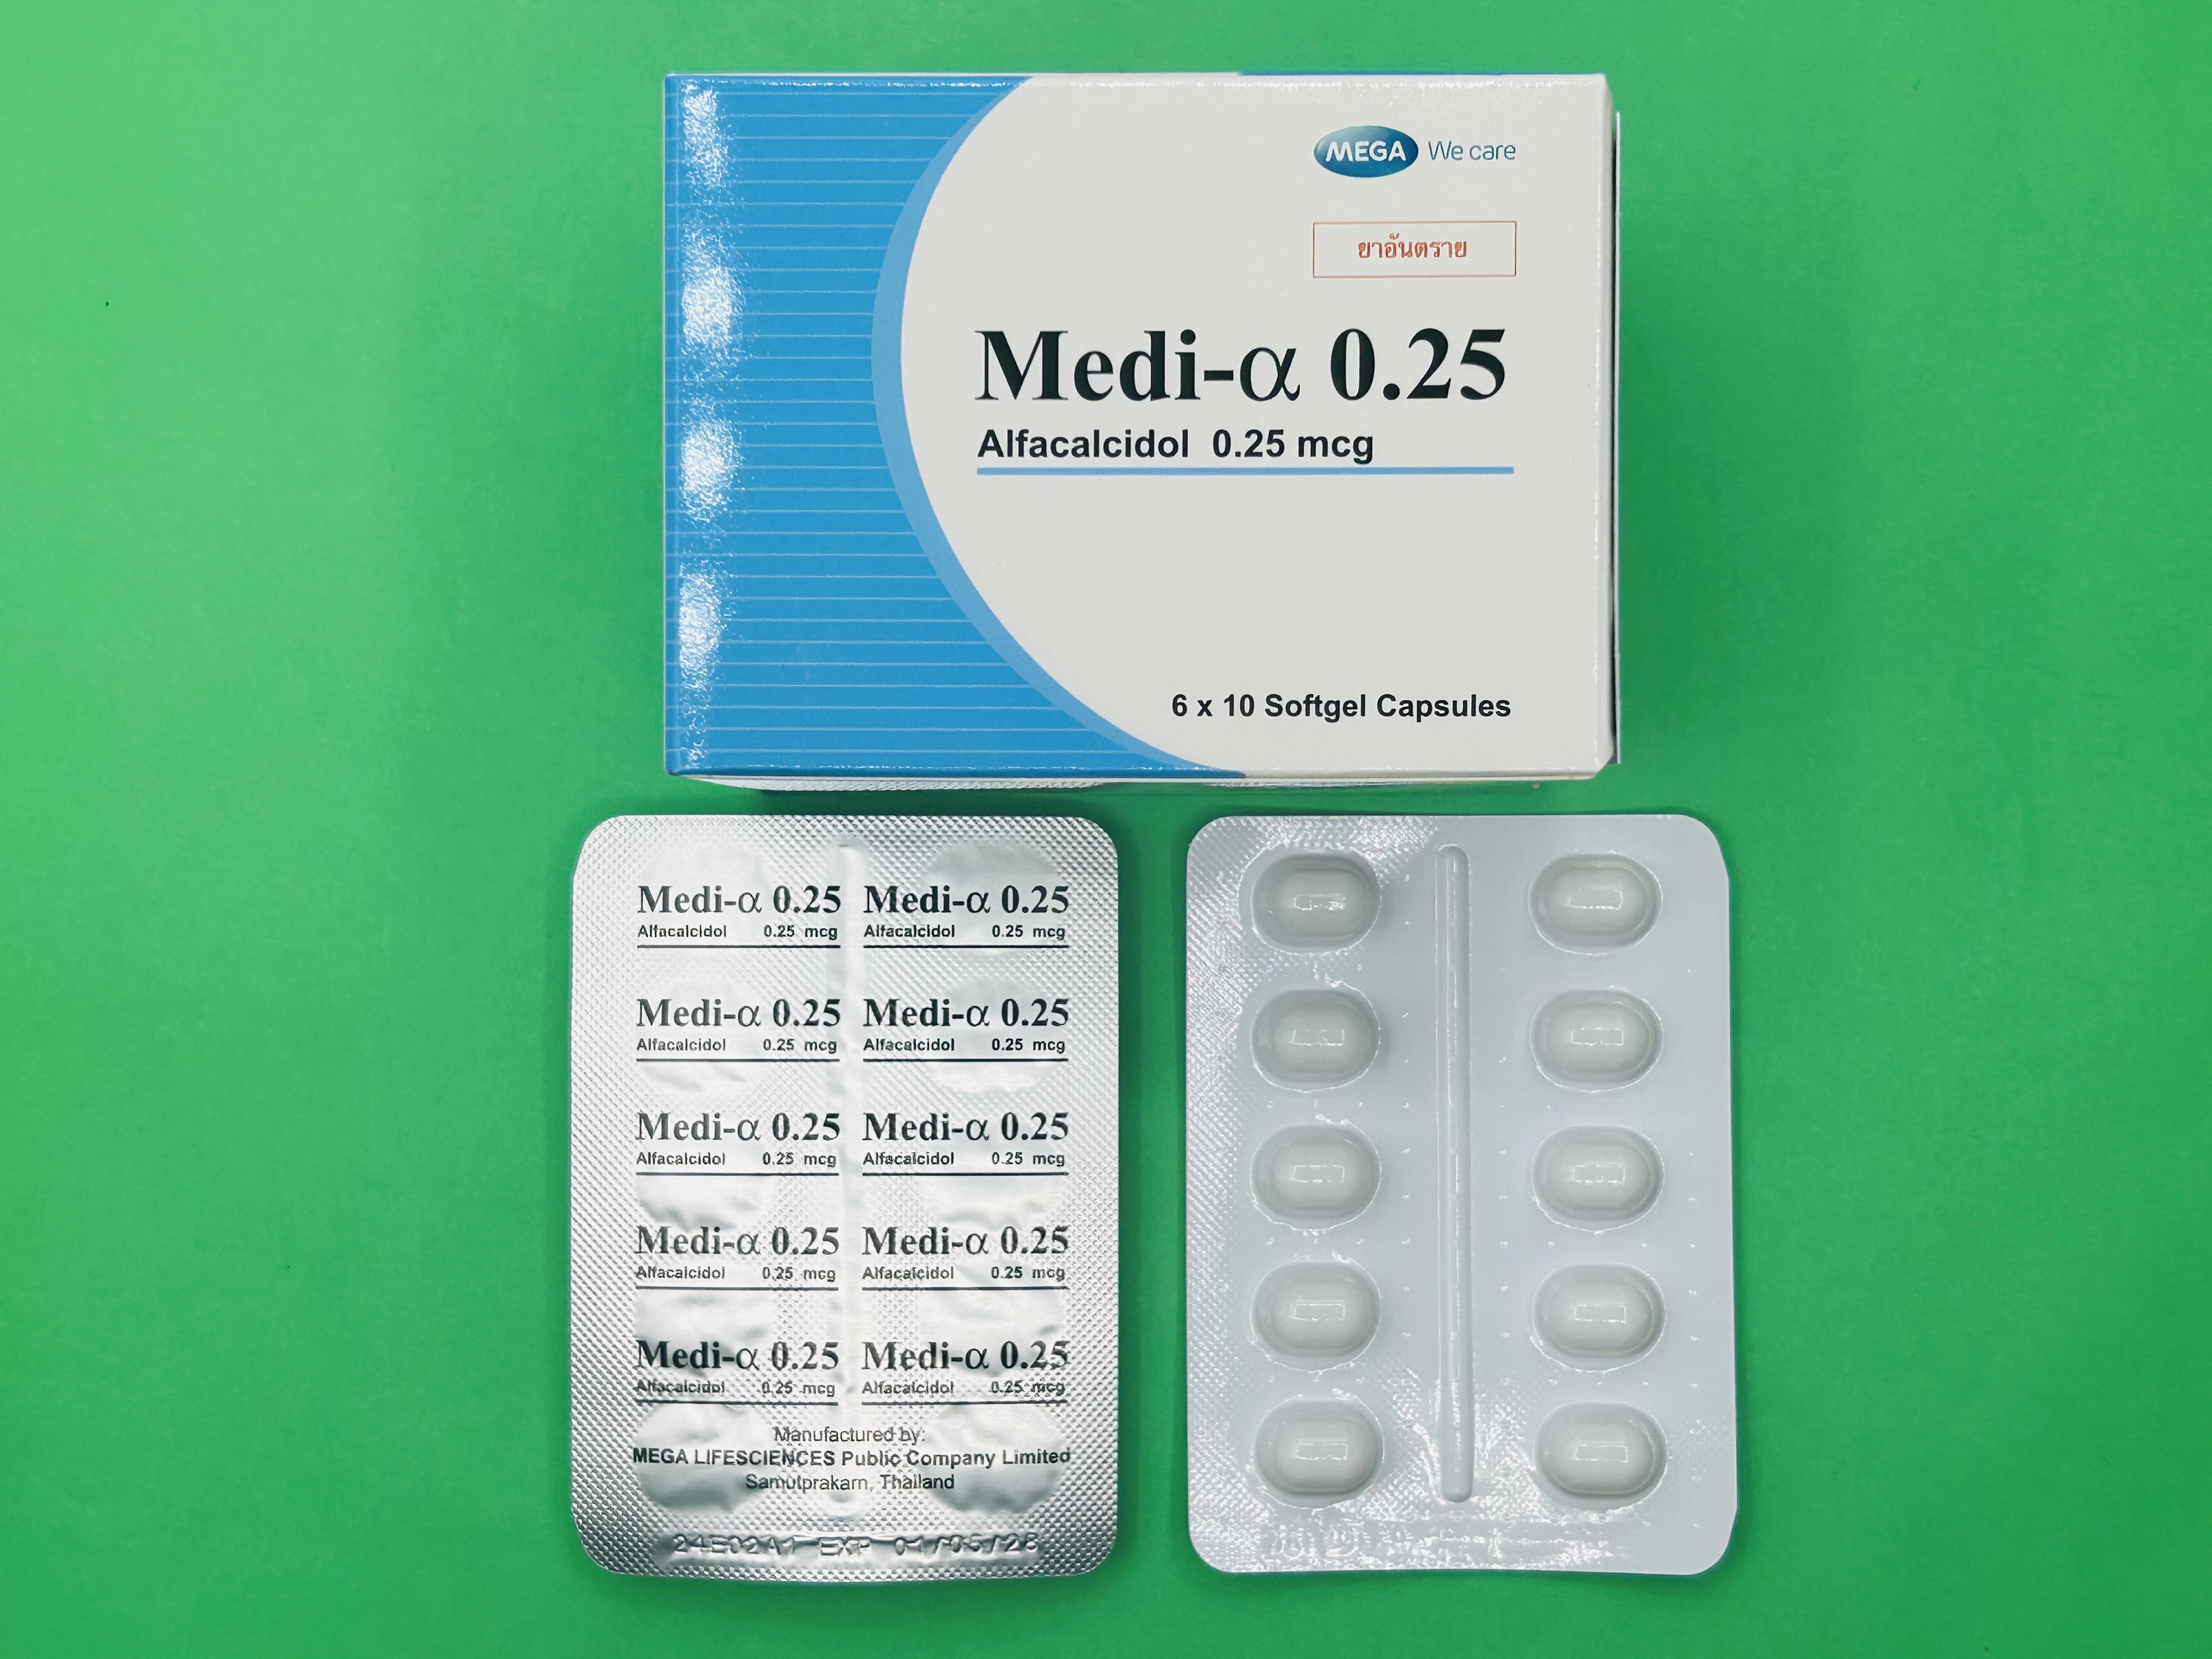 MEGA We care
ยาอันตราย
Medi-α 0.25
Alfacalcidol 0.25 mcg
6 x 10 Softgel Capsules
Medi-α 0.25 Medi-α 0.25
Alfacalcidol 0.25 mcg Alfacalcidol 0.25 mcg
Medi-α 0.25 Medi-α 0.25
Alfacalcidol 0.25 mcg Alfacalcidol 0.25 mcg
Medi-α 0.25 Medi-α 0.25
Alfacalcidol 0.25 mcg Alfacalcidol 0.25 mcg
Medi-α 0.25 Medi-α 0.25
Alfacalcidol 0.25 mcg Alfacalcidol 0.25 mcg
Medi-α 0.25 Medi-α 0.25
Alfacalcidol 0.25 mcg Alfacalcidol 0.25 mcg
Manufactured by:
MEGA LIFESCIENCES Public Company Limited
Samutprakarn, Thailand
24E02A1 EXP 01/05/26